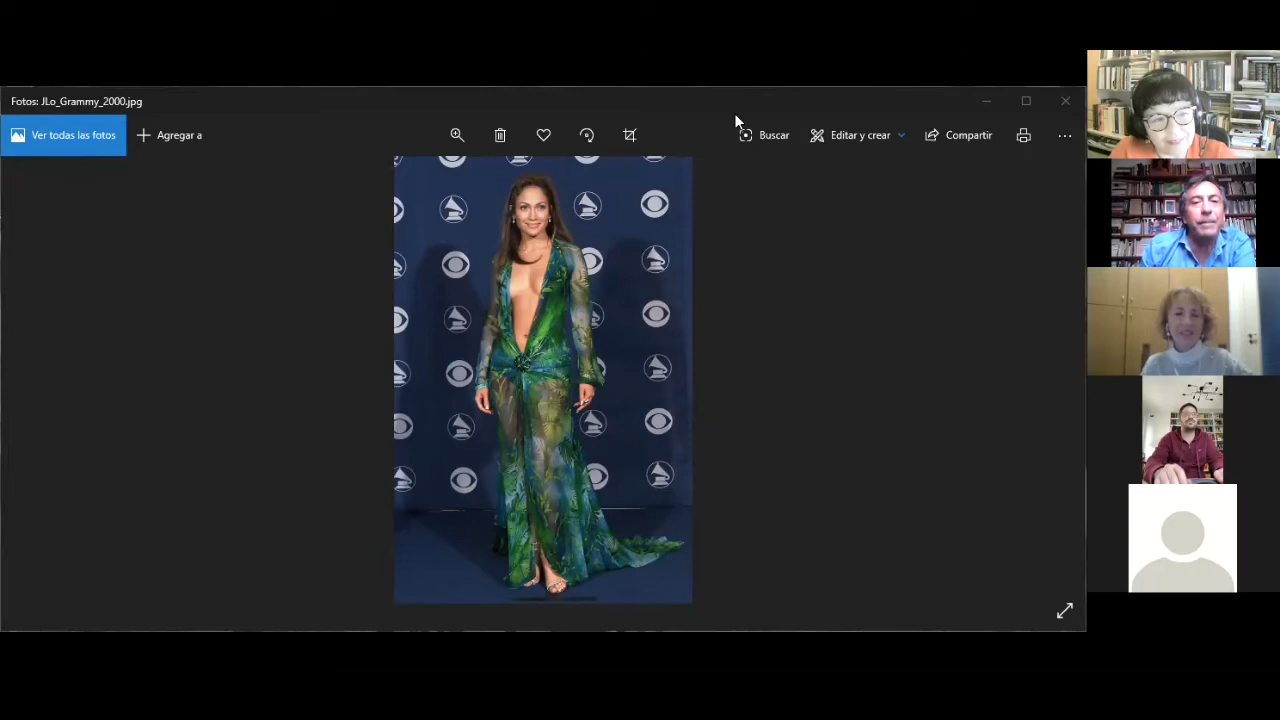 Fotos: JLo_Grammy_2000.jpg
Ver todas las fotos
Agregar a
Buscar
Editar y crear
Compartir